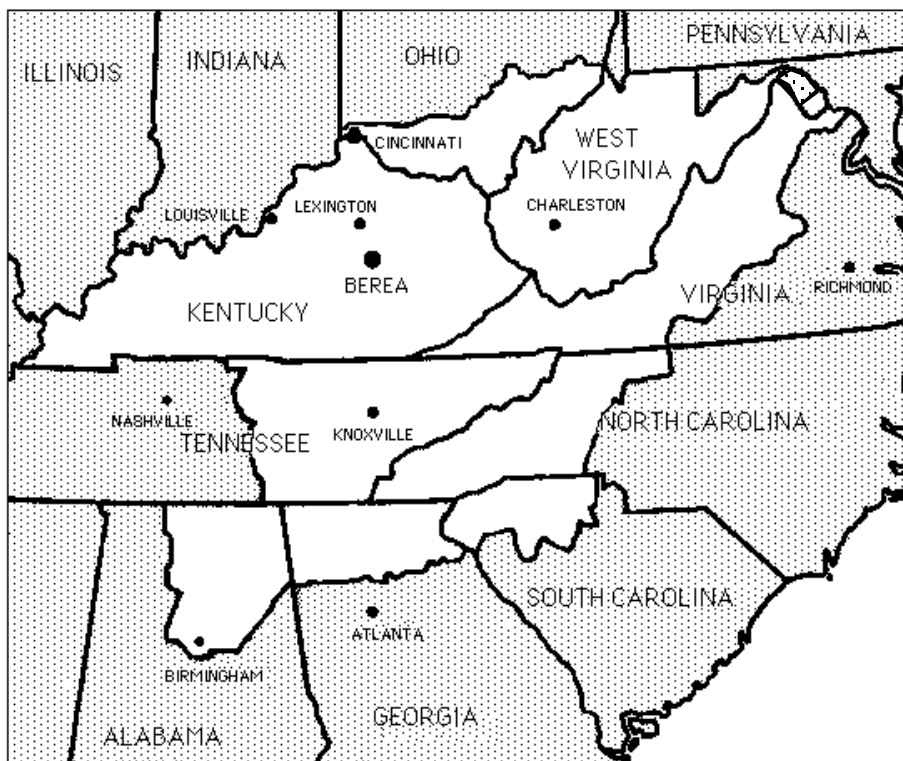 PENNSYLVANIA
OHIO
INDIANA
ILLINOIS
CINCINNATI
WEST
VIRGINIA
LOUISVILLE
LEXINGTON
CHARLESTON
BEREA
RICHMOND
VIRGINIA
KENTUCKY
NASHVILLE
TENNESSEE
KNOXVILLE
NORTH CAROLINA
SOUTH CAROLINA
ATLANTA
BIRMINGHAM
GEORGIA
ALABAMA